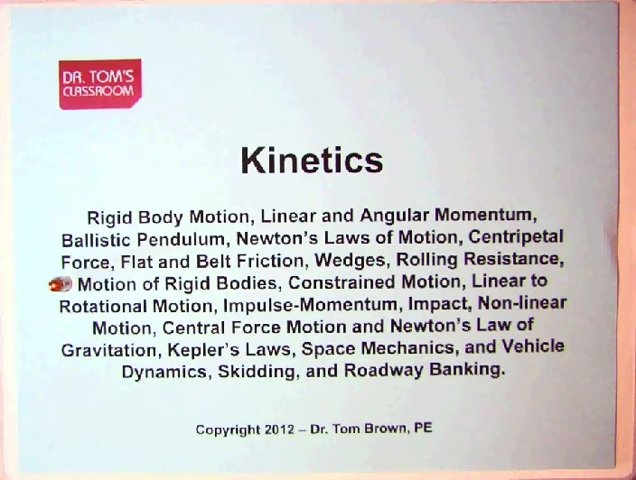 DR. TOM'S
CLASSROOM
Kinetics
Rigid Body Motion, Linear and Angular Momentum,
Ballistic Pendulum, Newton's Laws of Motion, Centripetal
Force, Flat and Belt Friction, Wedges, Rolling Resistance,
Motion of Rigid Bodies, Constrained Motion, Linear to
Rotational Motion, Impulse-Momentum, Impact, Non-linear
Motion, Central Force Motion and Newton's Law of
Gravitation, Kepler's Laws, Space Mechanics, and Vehicle
Dynamics, Skidding, and Roadway Banking.
Copyright 2012 – Dr. Tom Brown, PE